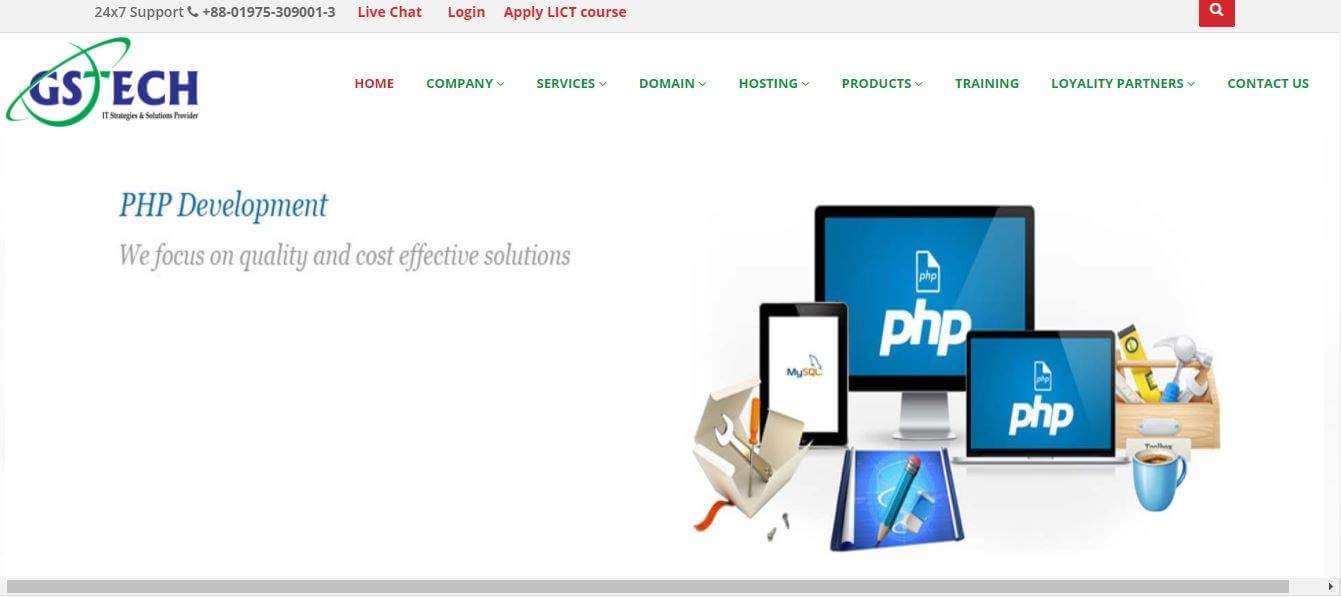 24x7 Support +88-01975-309001-3 Live Chat Login Apply LICT course
GSTECH
IT Strategies & Solutions Provider
HOME COMPANY SERVICES DOMAIN HOSTING PRODUCTS TRAINING LOYALITY PARTNERS CONTACT US
PHP Development
We focus on quality and cost effective solutions
php
php
MySQL
php
php
Toolbox